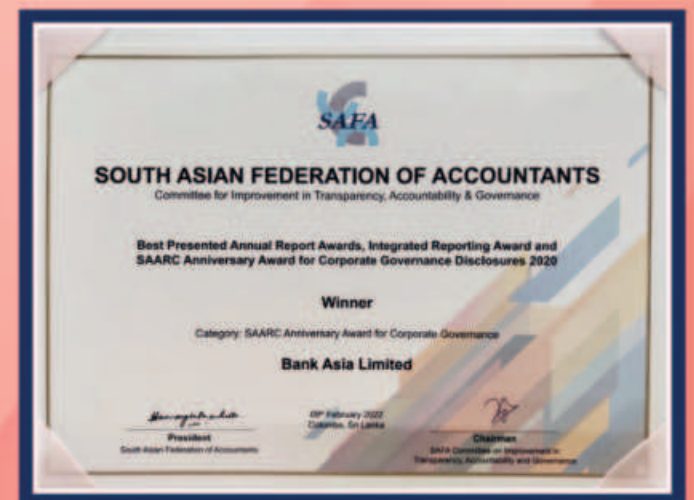 SAFA
SOUTH ASIAN FEDERATION OF ACCOUNTANTS
Committee for Improvement in Transparency, Accountability & Governance
Best Presented Annual Report Awards, Integrated Reporting Award and
SAARC Anniversary Award for Corporate Governance Disclosures 2020
Winner
Category: SAARC Anniversary Award for Corporate Governance
Bank Asia Limited
February 2022
Colombo, Sri Lanka
President
South Asian Federation of Accountants
Chairman
SAFA Committee on Improvement in
Transparency, Accountability and Governance